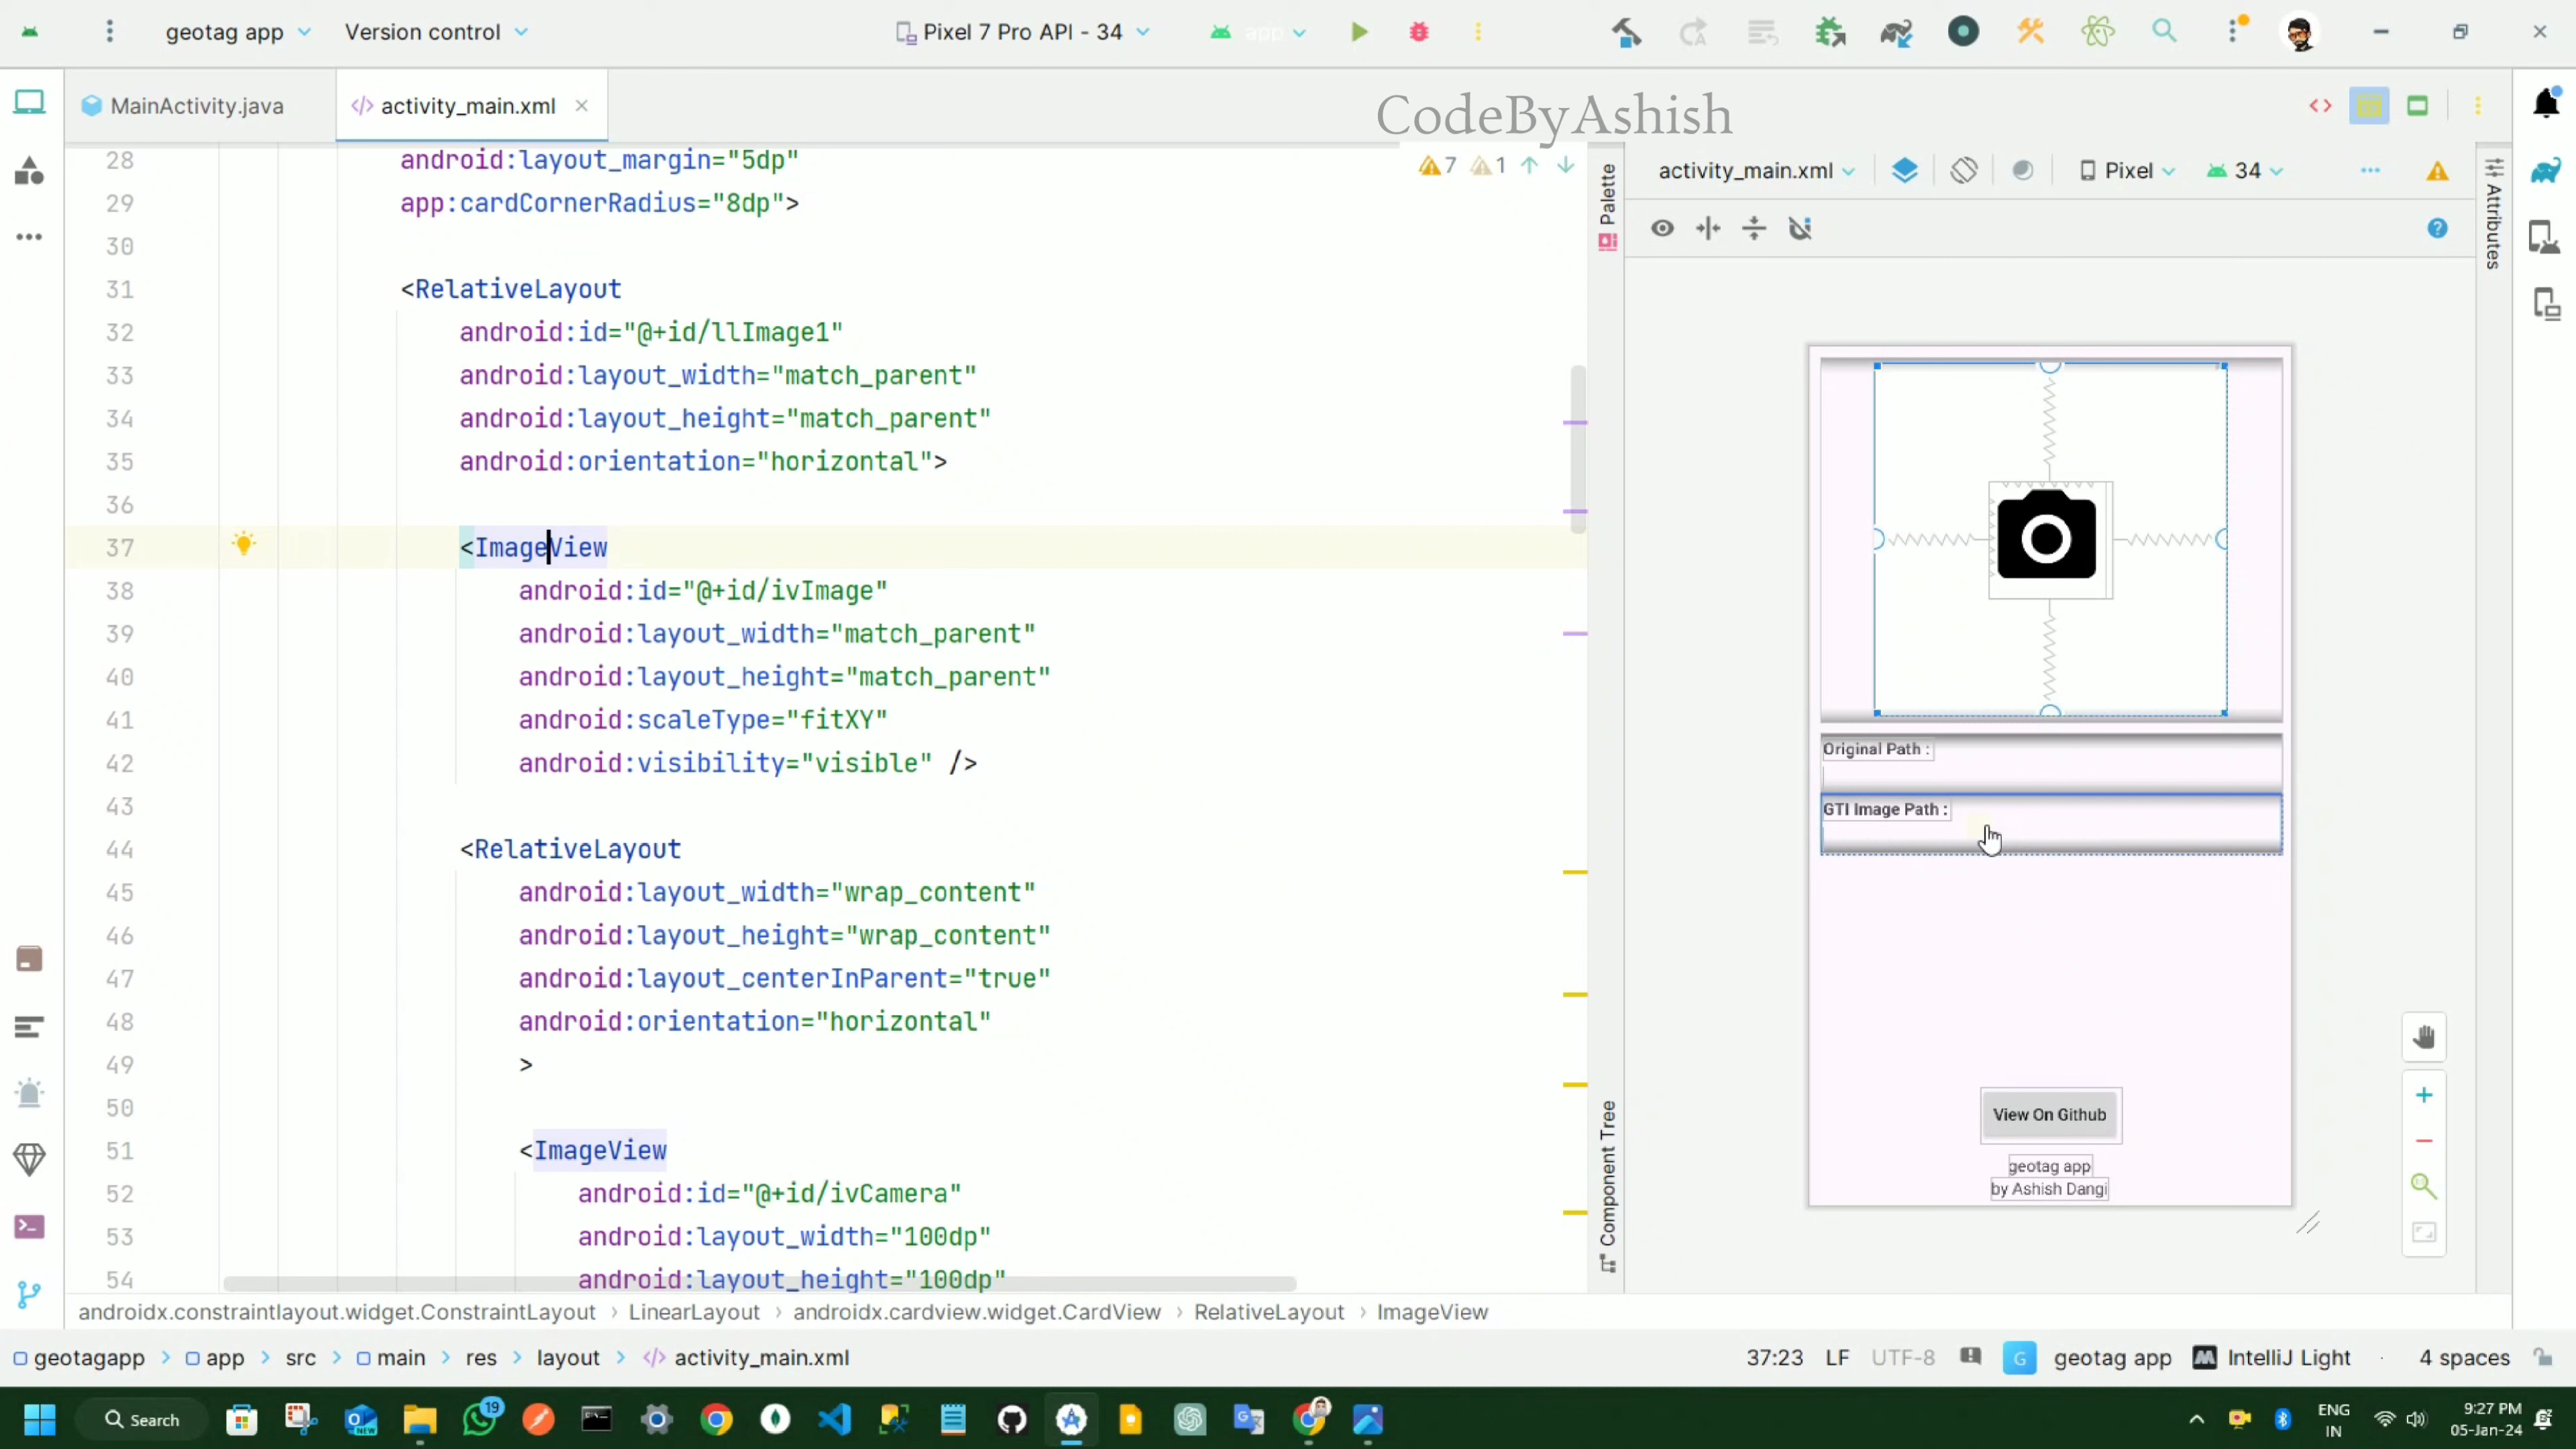 geotag app
Version control
Pixel 7 Pro API - 34
app
MainActivity.java
activity_main.xml
CodeByAshish
28 android:layout_margin="5dp"
29 app:cardCornerRadius="8dp">
30
31 <RelativeLayout
32 android:id="@+id/llImage1"
33 android:layout_width="match_parent"
34 android:layout_height="match_parent"
35 android:orientation="horizontal">
36
37 <ImageView
38 android:id="@+id/ivImage"
39 android:layout_width="match_parent"
40 android:layout_height="match_parent"
41 android:scaleType="fitXY"
42 android:visibility="visible" />
43
44 <RelativeLayout
45 android:layout_width="wrap_content"
46 android:layout_height="wrap_content"
47 android:layout_centerInParent="true"
48 android:orientation="horizontal"
49 >
50
51 <ImageView
52 android:id="@+id/ivCamera"
53 android:layout_width="100dp"
54 android:layout_height="100dp"
7 1
Palette
activity_main.xml
Pixel
34
Attributes
Original Path :
GTI Image Path :
View On Github
geotag app
by Ashish Dangi
Component Tree
androidx.constraintlayout.widget.ConstraintLayout > LinearLayout > androidx.cardview.widget.CardView > RelativeLayout > ImageView
geotagapp > app > src > main > res > layout > activity_main.xml
37:23 LF UTF-8 G geotag app IntelliJ Light 4 spaces
Search
NEW
19
ENG
IN
9:27 PM
05-Jan-24